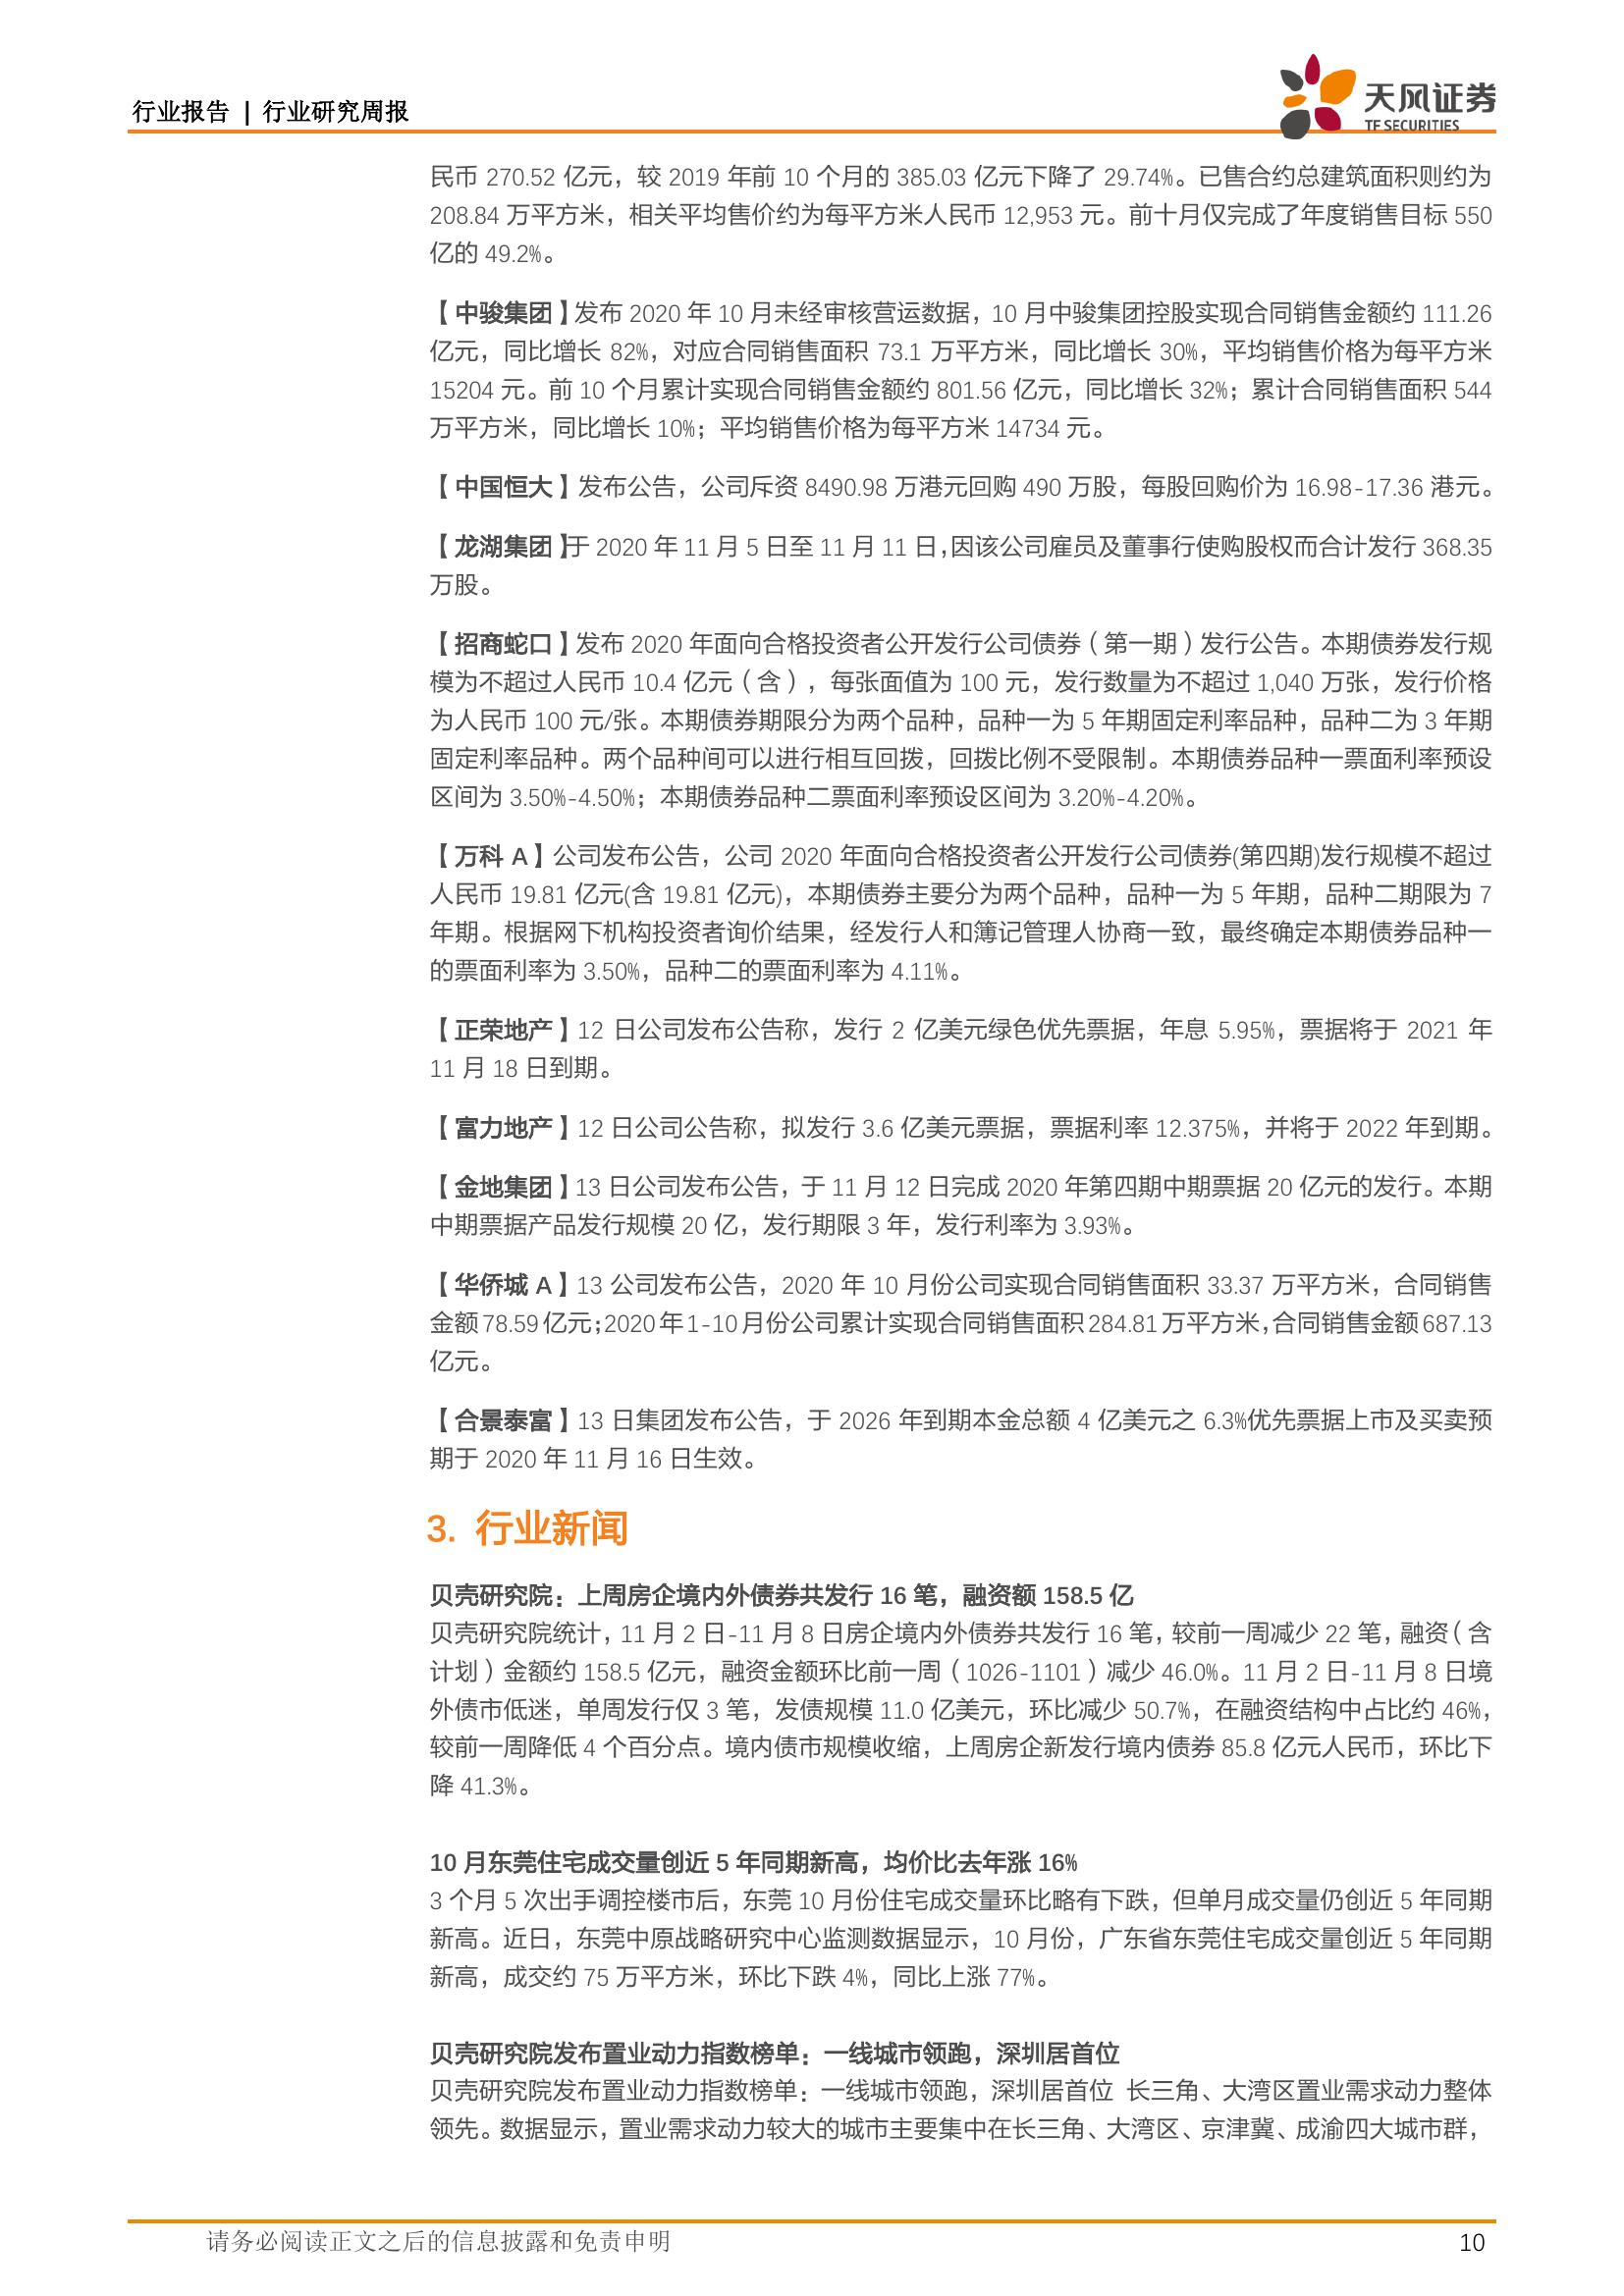 行业报告 | 行业研究周报
天风证券
TF SECURITIES
民币 270.52 亿元，较 2019 年前 10 个月的 385.03 亿元下降了 29.74%。已售合约总建筑面积则约为
208.84 万平方米，相关平均售价约为每平方米人民币 12,953 元。前十月仅完成了年度销售目标 550
亿的 49.2%。
【中骏集团】发布 2020 年 10 月未经审核营运数据，10 月中骏集团控股实现合同销售金额约 111.26
亿元，同比增长 82%，对应合同销售面积 73.1 万平方米，同比增长 30%，平均销售价格为每平方米
15204 元。前 10 个月累计实现合同销售金额约 801.56 亿元，同比增长 32%；累计合同销售面积 544
万平方米，同比增长 10%；平均销售价格为每平方米 14734 元。
【中国恒大】发布公告，公司斥资 8490.98 万港元回购 490 万股，每股回购价为 16.98-17.36 港元。
【龙湖集团】于 2020 年 11 月 5 日至 11 月 11 日，因该公司雇员及董事行使购股权而合计发行 368.35
万股。
【招商蛇口】发布 2020 年面向合格投资者公开发行公司债券（第一期）发行公告。本期债券发行规
模为不超过人民币 10.4 亿元（含），每张面值为 100 元，发行数量为不超过 1,040 万张，发行价格
为人民币 100 元/张。本期债券期限分为两个品种，品种一为 5 年期固定利率品种，品种二为 3 年期
固定利率品种。两个品种间可以进行相互回拨，回拨比例不受限制。本期债券品种一票面利率预设
区间为 3.50%-4.50%；本期债券品种二票面利率预设区间为 3.20%-4.20%。
【万科 A】公司发布公告，公司 2020 年面向合格投资者公开发行公司债券(第四期)发行规模不超过
人民币 19.81 亿元(含 19.81 亿元)，本期债券主要分为两个品种，品种一为 5 年期，品种二期限为 7
年期。根据网下机构投资者询价结果，经发行人和簿记管理人协商一致，最终确定本期债券品种一
的票面利率为 3.50%，品种二的票面利率为 4.11%。
【正荣地产】12 日公司发布公告称，发行 2 亿美元绿色优先票据，年息 5.95%，票据将于 2021 年
11 月 18 日到期。
【富力地产】12 日公司公告称，拟发行 3.6 亿美元票据，票据利率 12.375%，并将于 2022 年到期。
【金地集团】13 日公司发布公告，于 11 月 12 日完成 2020 年第四期中期票据 20 亿元的发行。本期
中期票据产品发行规模 20 亿，发行期限 3 年，发行利率为 3.93%。
【华侨城 A】13 公司发布公告，2020 年 10 月份公司实现合同销售面积 33.37 万平方米，合同销售
金额 78.59 亿元；2020 年 1-10 月份公司累计实现合同销售面积 284.81 万平方米，合同销售金额 687.13
亿元。
【合景泰富】13 日集团发布公告，于 2026 年到期本金总额 4 亿美元之 6.3%优先票据上市及买卖预
期于 2020 年 11 月 16 日生效。
3. 行业新闻
贝壳研究院：上周房企境内外债券共发行 16 笔，融资额 158.5 亿
贝壳研究院统计，11 月 2 日-11 月 8 日房企境内外债券共发行 16 笔，较前一周减少 22 笔，融资（含
计划）金额约 158.5 亿元，融资金额环比前一周（1026-1101）减少 46.0%。11 月 2 日-11 月 8 日境
外债市低迷，单周发行仅 3 笔，发债规模 11.0 亿美元，环比减少 50.7%，在融资结构中占比约 46%，
较前一周降低 4 个百分点。境内债市规模收缩，上周房企新发行境内债券 85.8 亿元人民币，环比下
降 41.3%。
10 月东莞住宅成交量创近 5 年同期新高，均价比去年涨 16%
3 个月 5 次出手调控楼市后，东莞 10 月份住宅成交量环比略有下跌，但单月成交量仍创近 5 年同期
新高。近日，东莞中原战略研究中心监测数据显示，10 月份，广东省东莞住宅成交量创近 5 年同期
新高，成交约 75 万平方米，环比下跌 4%，同比上涨 77%。
贝壳研究院发布置业动力指数榜单：一线城市领跑，深圳居首位
贝壳研究院发布置业动力指数榜单：一线城市领跑，深圳居首位 长三角、大湾区置业需求动力整体
领先。数据显示，置业需求动力较大的城市主要集中在长三角、大湾区、京津冀、成渝四大城市群，
请务必阅读正文之后的信息披露和免责申明
10